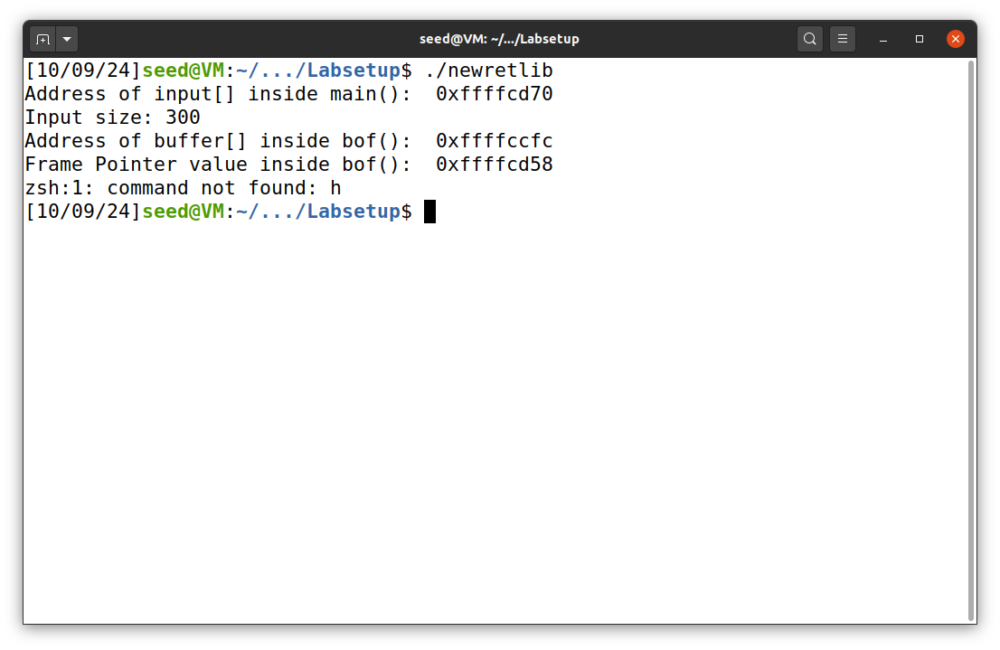 seed@VM: ~/.../Labsetup
[10/09/24]seed@VM:~/.../Labsetup$ ./newretlib
Address of input[] inside main():  0xffffcd70
Input size: 300
Address of buffer[] inside bof():  0xffffccfc
Frame Pointer value inside bof():  0xffffcd58
zsh:1: command not found: h
[10/09/24]seed@VM:~/.../Labsetup$